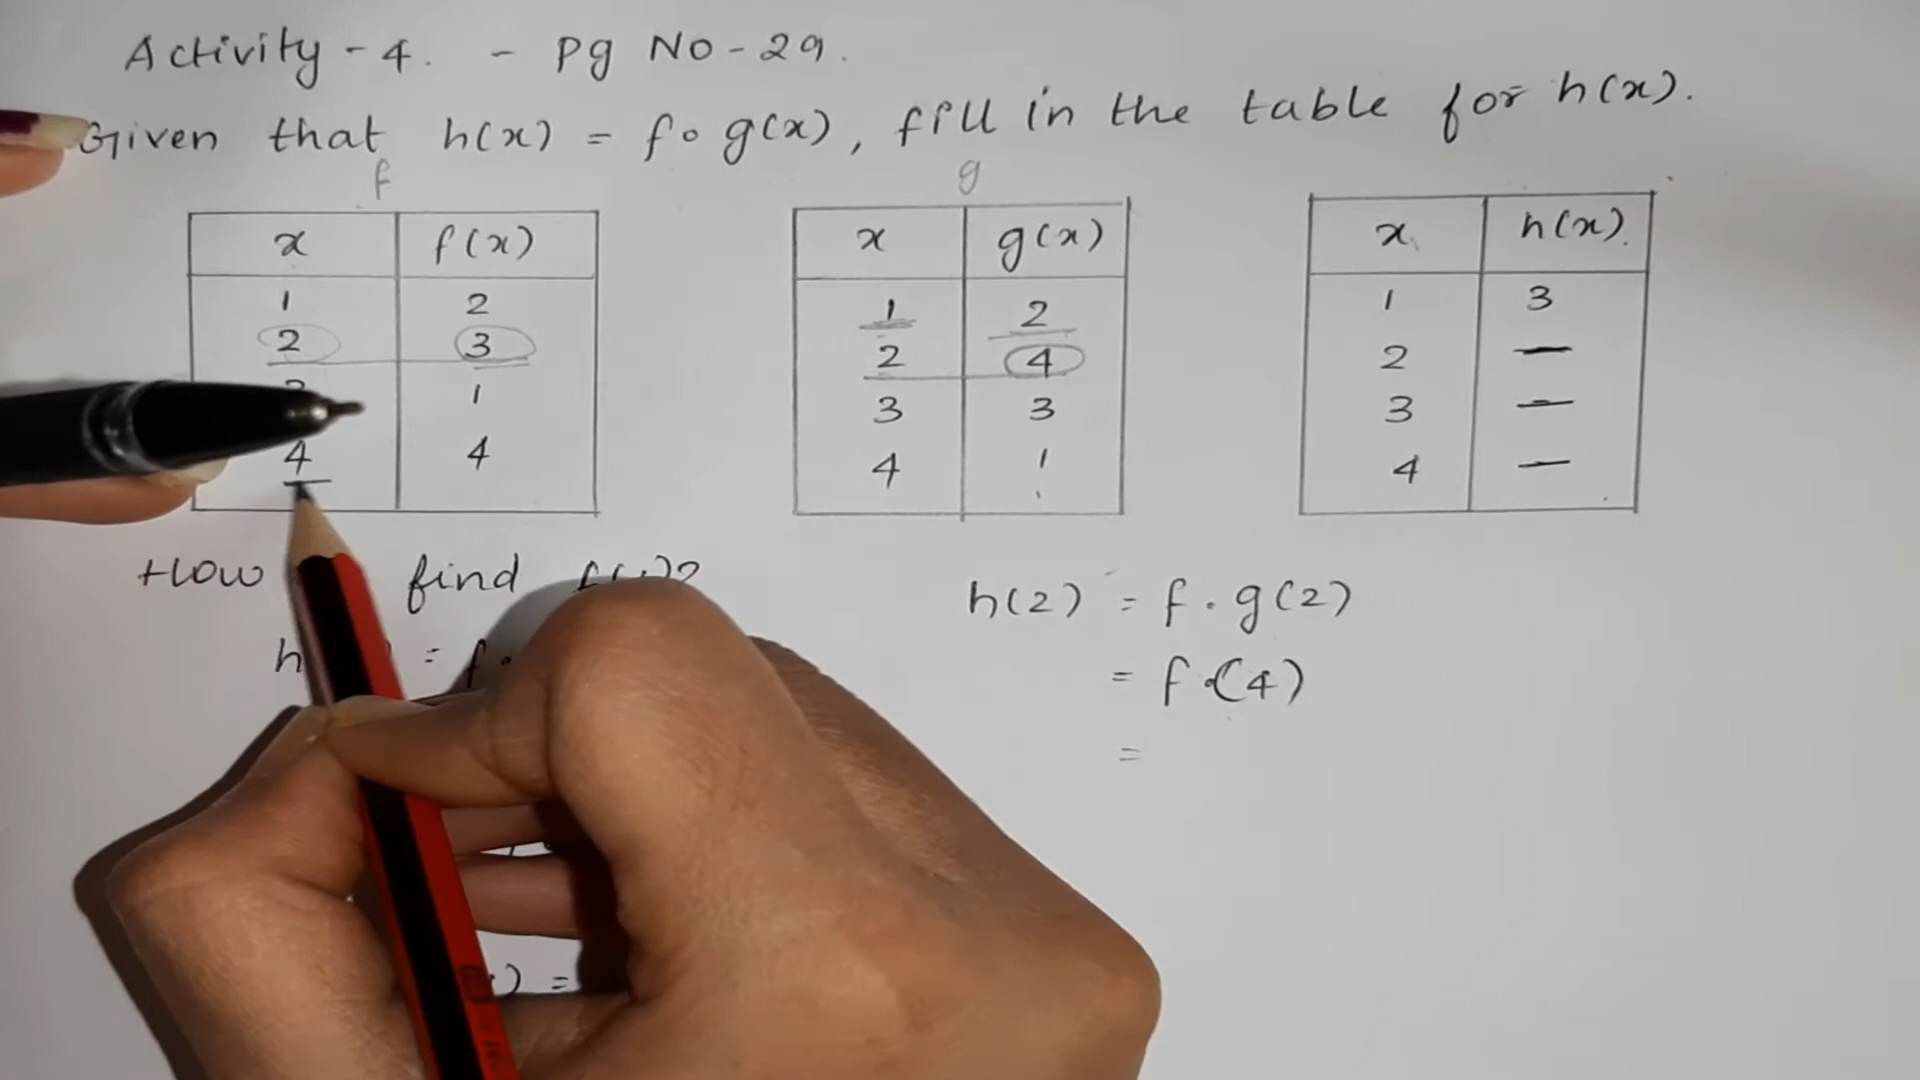 Activity - 4. - Pg No - 29.
Given that h(x) = f∘g(x), fill in the table for h(x).
f
x f(x)
1 2
2 3
1
4 4
g
x g(x)
1 2
2 4
3 3
4 1
x h(x)
1 3
2 —
3 —
4 —
How find
h = f.
) =
h(2) = f . g(2)
= f .(4)
=